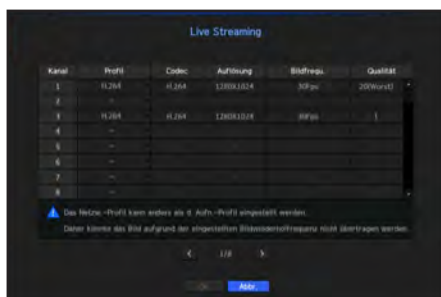 Live Streaming
Kanal Profil Codec Auflösung Bildfrequ. Qualität
1 H.264 H.264 1280X1024 30Fps 20(Worst)
2 -
3 H.264 H.264 1280X1024 30Fps 1
4 -
5 -
6 -
7 -
8 -
Das Netzw.-Profil kann anders als d. Aufn.-Profil eingestellt werden.
Daher könnte das Bild aufgrund der eingestellten Bildwiederholfrequenz nicht übertragen werden.
< 1/8 >
OK Abbr.